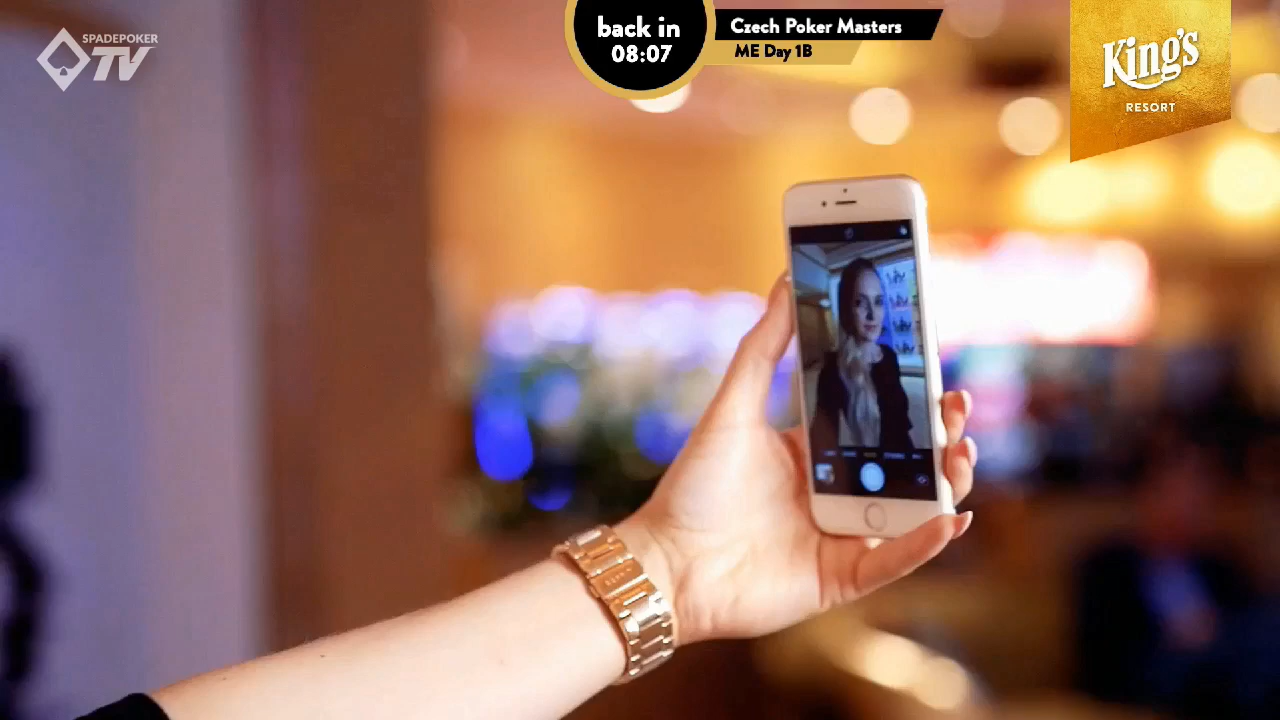 SPADEPOKER
TV
back in
08:07
Czech Poker Masters
ME Day 1B
King's
RESORT